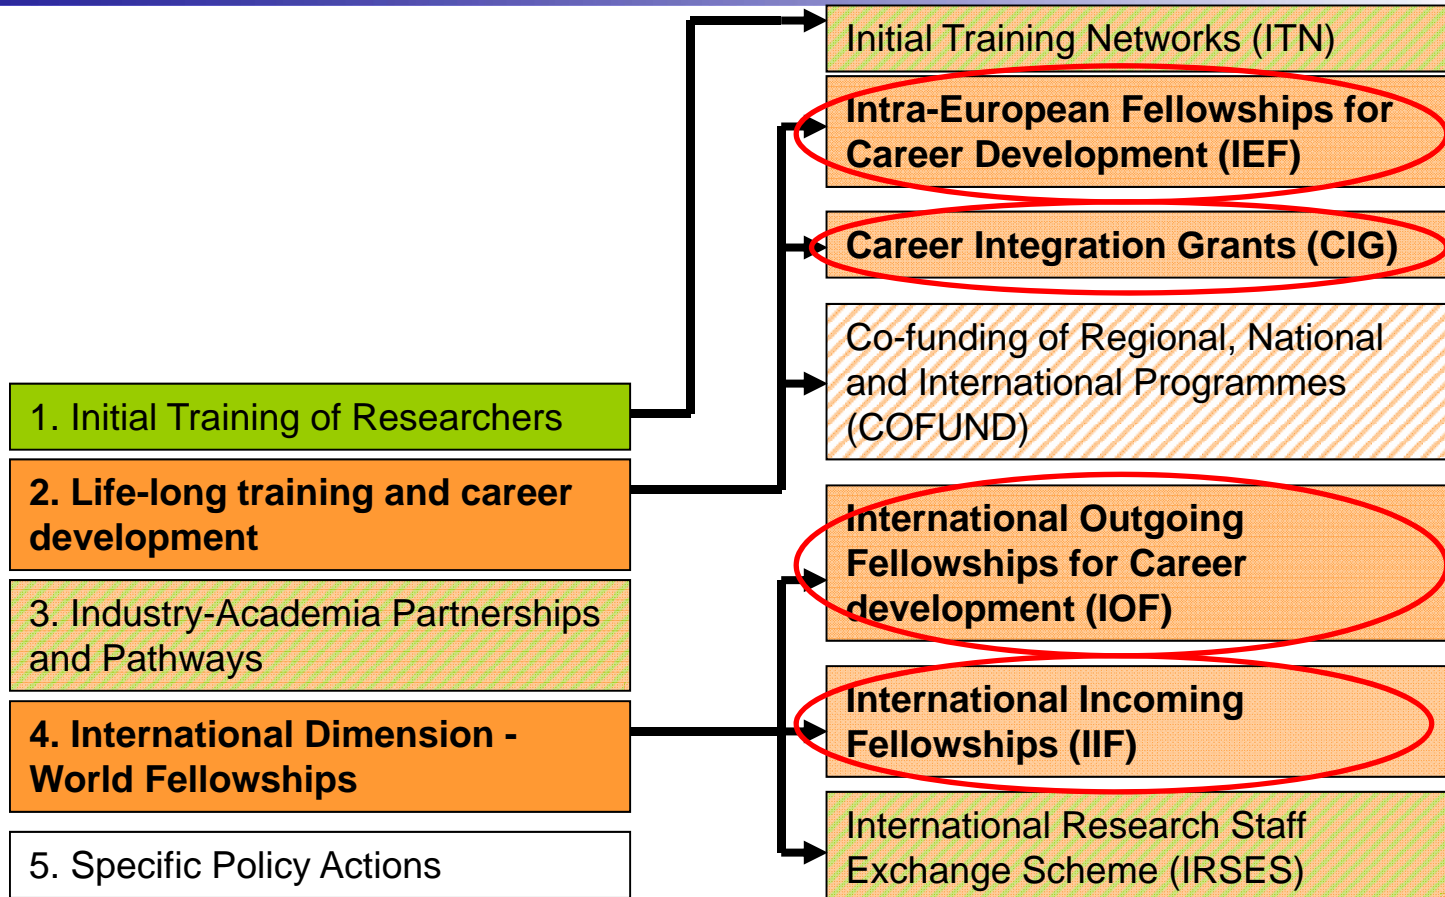 1. Initial Training of Researchers
2. Life-long training and career
development
3. Industry-Academia Partnerships
and Pathways
4. International Dimension -
World Fellowships
5. Specific Policy Actions
Initial Training Networks (ITN)
Intra-European Fellowships for
Career Development (IEF)
Career Integration Grants (CIG)
Co-funding of Regional, National
and International Programmes
(COFUND)
International Outgoing
Fellowships for Career
development (IOF)
International Incoming
Fellowships (IIF)
International Research Staff
Exchange Scheme (IRSES)